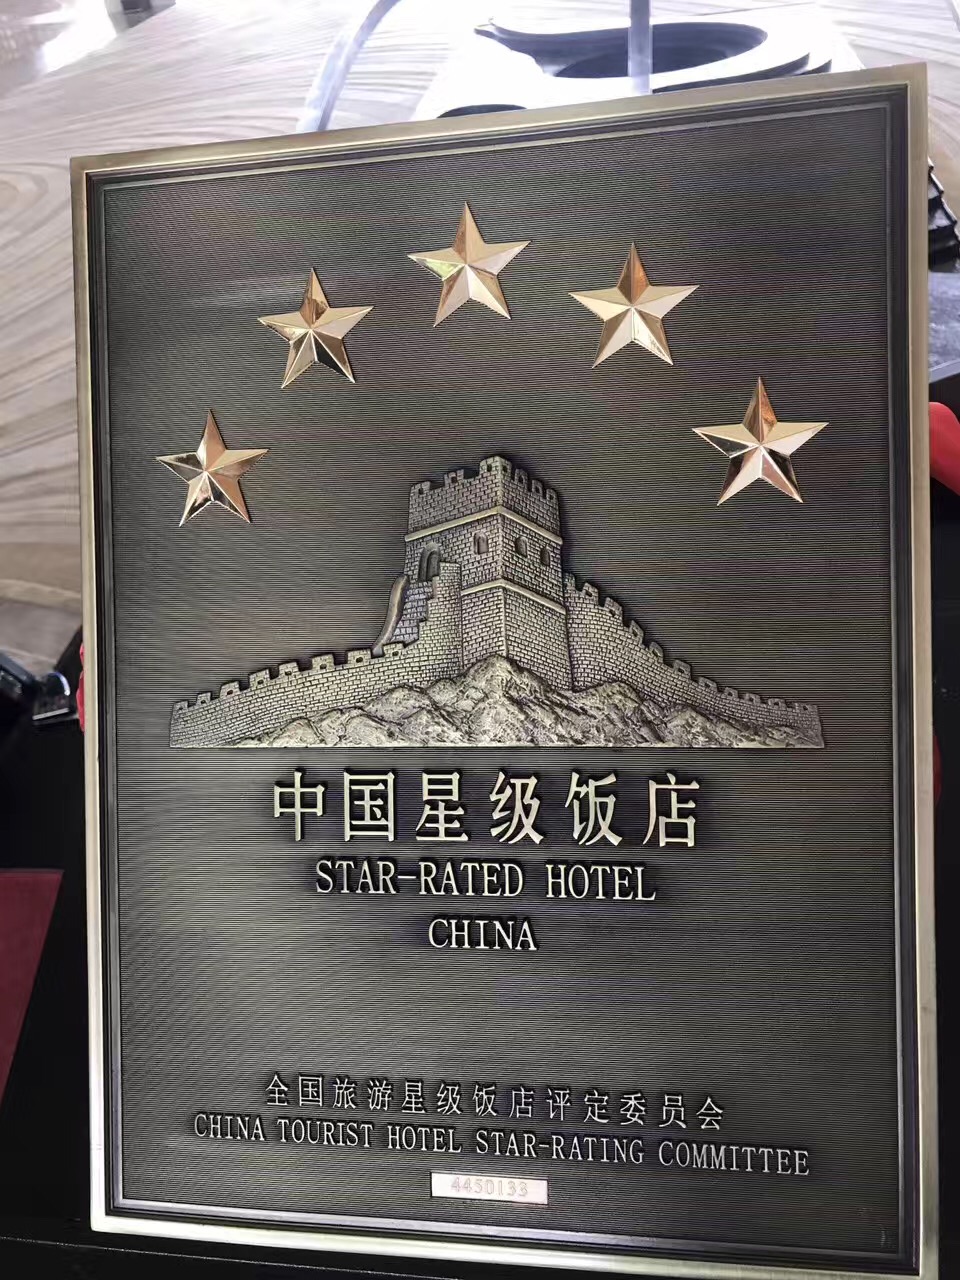 中国星级饭店
STAR-RATED HOTEL
CHINA
全国旅游星级饭店评定委员会
CHINA TOURIST HOTEL STAR-RATING COMMITTEE
4450133